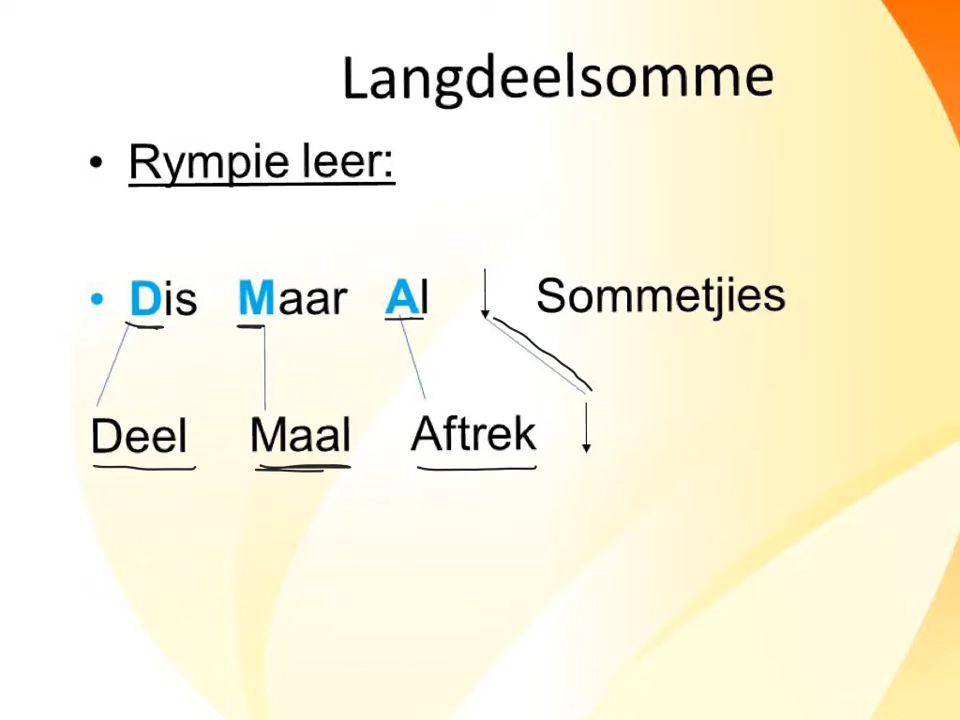 Langdeelsomme
• Rympie leer:
• Dis Maar Al ↓ Sommetjies
Deel Maal Aftrek ↓